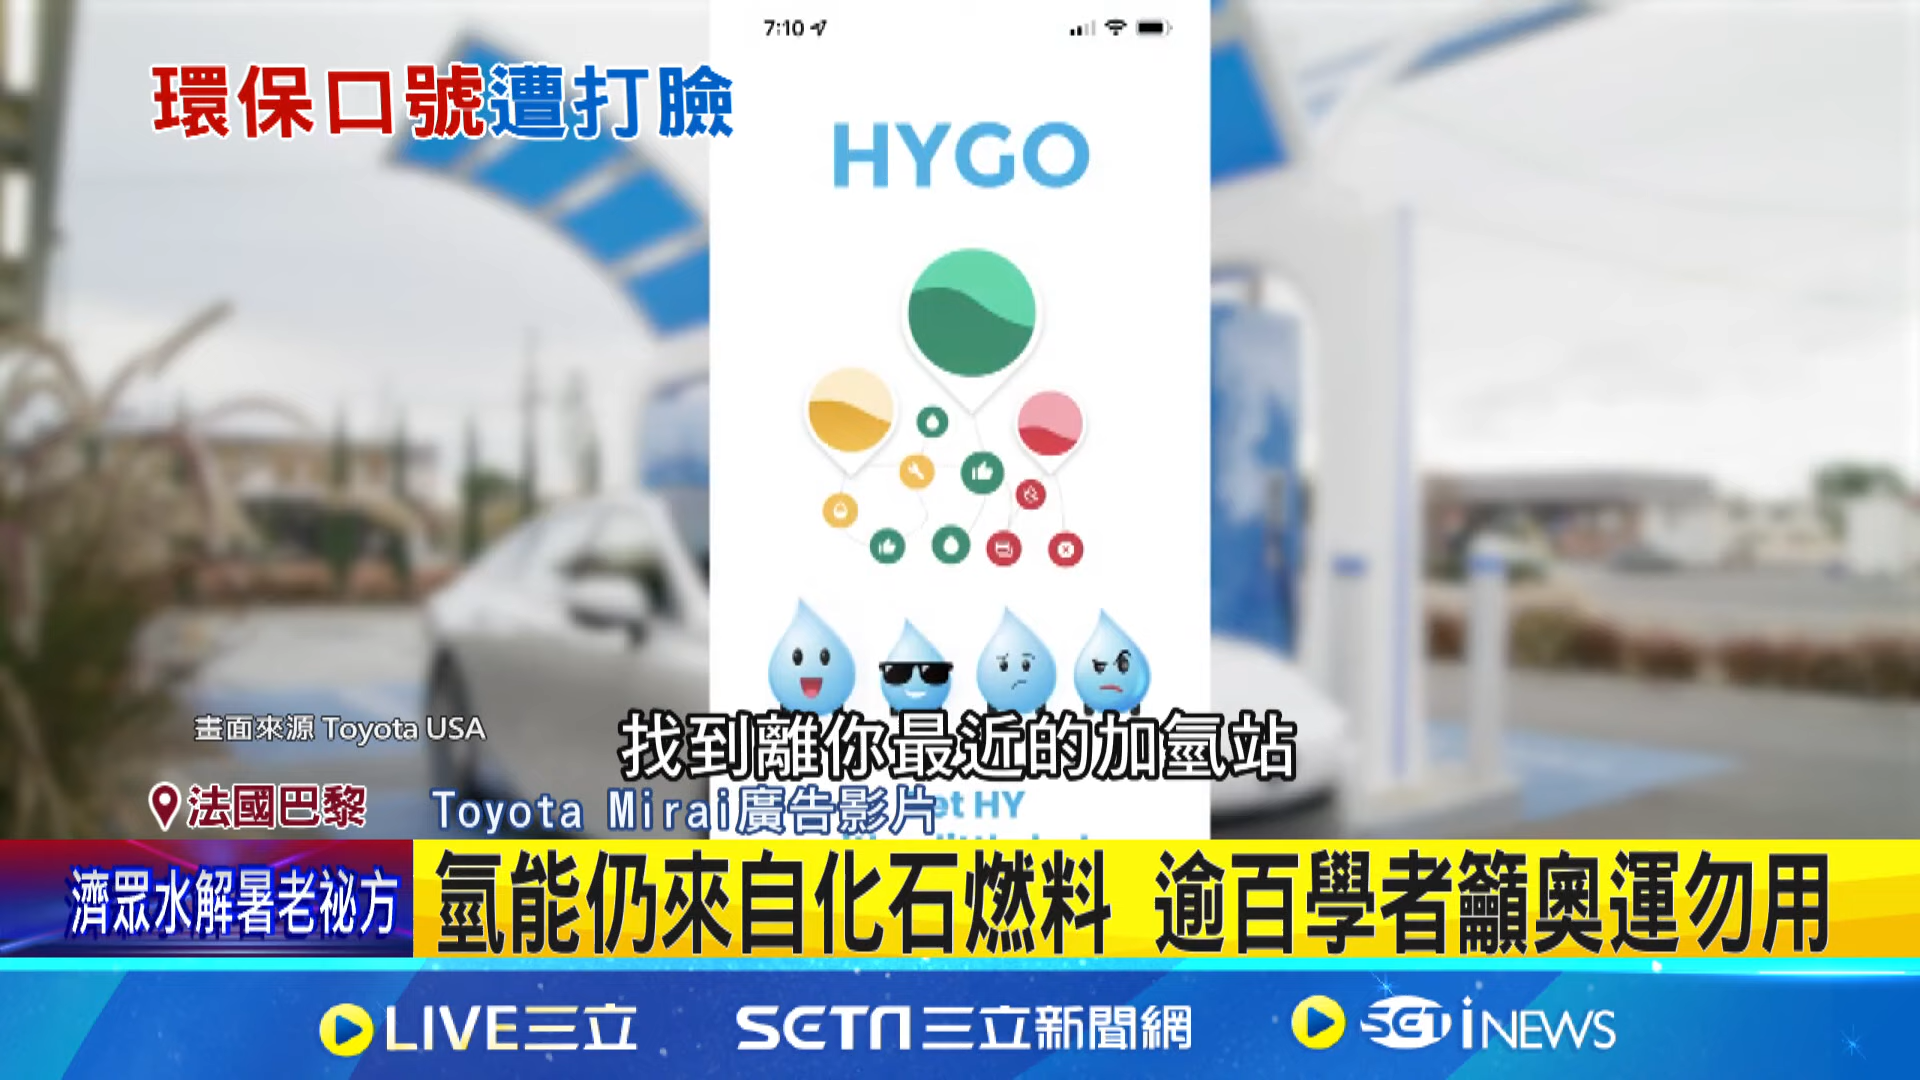 7:10
環保口號遭打臉
HYGO
畫面來源 Toyota USA
找到離你最近的加氫站
法國巴黎
Toyota Mirai廣告影片
et HY
濟眾水解暑老祕方
氫能仍來自化石燃料 逾百學者籲奧運勿用
LIVE三立
SETN三立新聞網
SET iNEWS